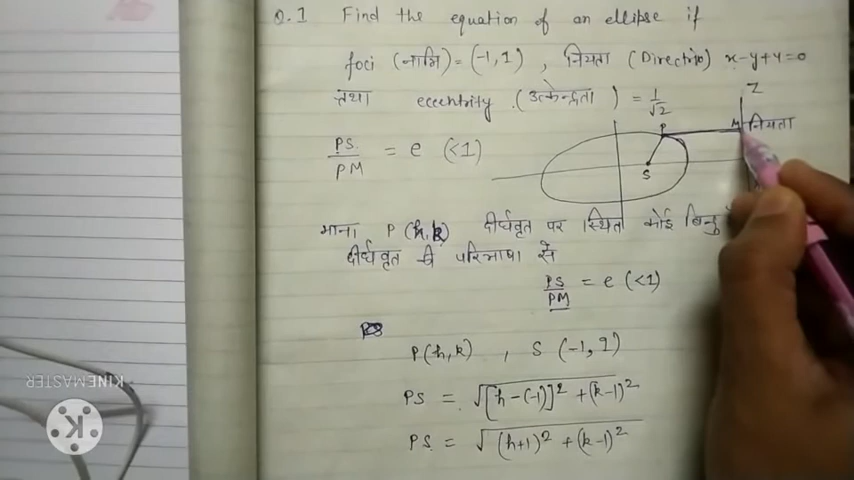 Q.1 Find the equation of an ellipse if
foci (नाभि) = (-1, 1) , नियता (Directrix) x-y+4=0
तथा eccentrity (उत्केन्द्रता) = 1/√2
Z
P
M नियता
PS/PM = e (<1)
S
माना P (h, k) दीर्घवृत पर स्थित कोई बिन्दु
दीर्घवृत की परिभाषा से
PS/PM = e (<1)
P(h, k) , S (-1, 1)
PS = √[h-(-1)]² + (k-1)²
PS = √(h+1)² + (k-1)²
KINEMASTER